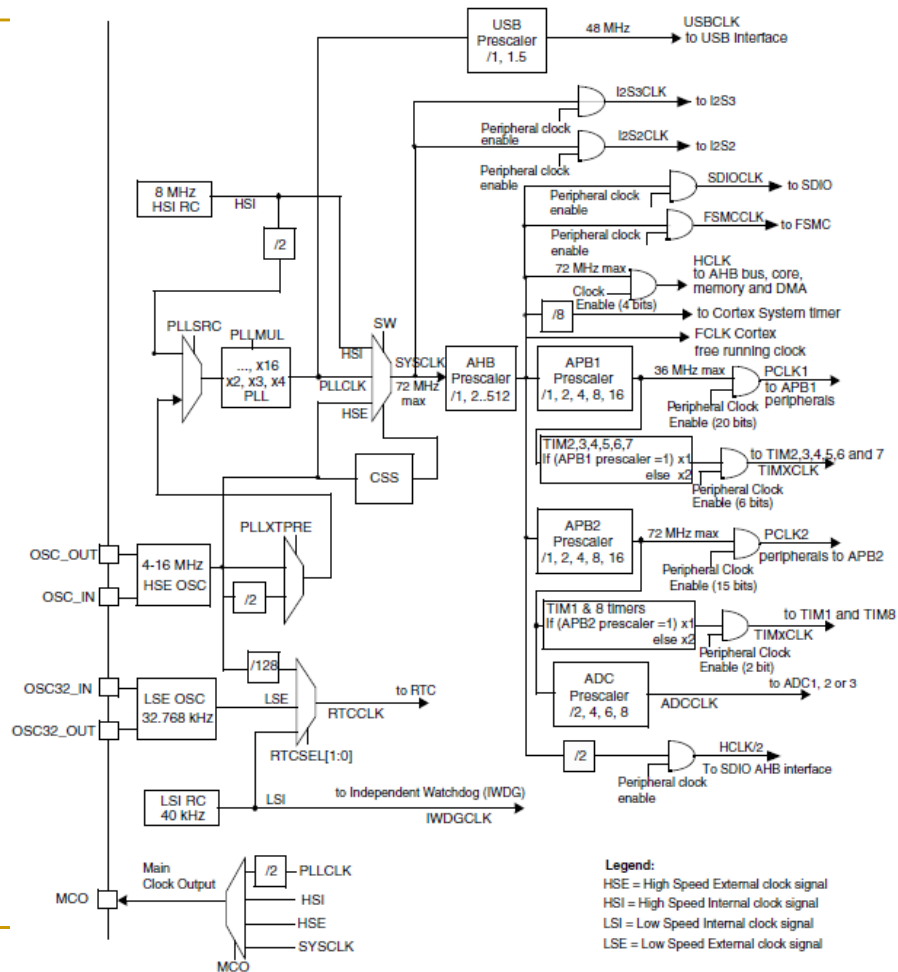 USB
Prescaler
/1, 1.5
48 MHz
USBCLK
to USB Interface
I2S3CLK
to I2S3
Peripheral clock
enable
I2S2CLK
to I2S2
Peripheral clock
enable
8 MHz
HSI RC
HSI
/2
SDIOCLK
to SDIO
Peripheral clock
enable
FSMCCLK
to FSMC
Peripheral clock
enable
HCLK
72 MHz max
to AHB bus, core,
memory and DMA
Clock
Enable (4 bits)
/8
to Cortex System timer
FCLK Cortex
free running clock
PLLSRC
PLLMUL
..., x16
x2, x3, x4
PLL
SW
HSI
PLLCLK
HSE
SYSCLK
72 MHz
max
AHB
Prescaler
/1, 2..512
APB1
Prescaler
/1, 2, 4, 8, 16
36 MHz max
PCLK1
to APB1
peripherals
Peripheral Clock
Enable (20 bits)
TIM2,3,4,5,6,7
If (APB1 prescaler =1) x1
else x2
to TIM2,3,4,5,6 and 7
TIMXCLK
Peripheral Clock
Enable (6 bits)
CSS
PLLXTPRE
OSC_OUT
OSC_IN
4-16 MHz
HSE OSC
/2
APB2
Prescaler
/1, 2, 4, 8, 16
72 MHz max
PCLK2
peripherals to APB2
Peripheral Clock
Enable (15 bits)
TIM1 & 8 timers
If (APB2 prescaler =1) x1
else x2
to TIM1 and TIM8
TIMxCLK
Peripheral Clock
Enable (2 bit)
/128
OSC32_IN
OSC32_OUT
LSE OSC
32.768 kHz
LSE
to RTC
RTCCLK
RTCSEL[1:0]
ADC
Prescaler
/2, 4, 6, 8
to ADC1, 2 or 3
ADCCLK
/2
HCLK/2
To SDIO AHB interface
Peripheral clock
enable
LSI RC
40 kHz
LSI
to Independent Watchdog (IWDG)
IWDGCLK
MCO
Main
Clock Output
/2
PLLCLK
HSI
HSE
SYSCLK
MCO
Legend:
HSE = High Speed External clock signal
HSI = High Speed Internal clock signal
LSI = Low Speed Internal clock signal
LSE = Low Speed External clock signal